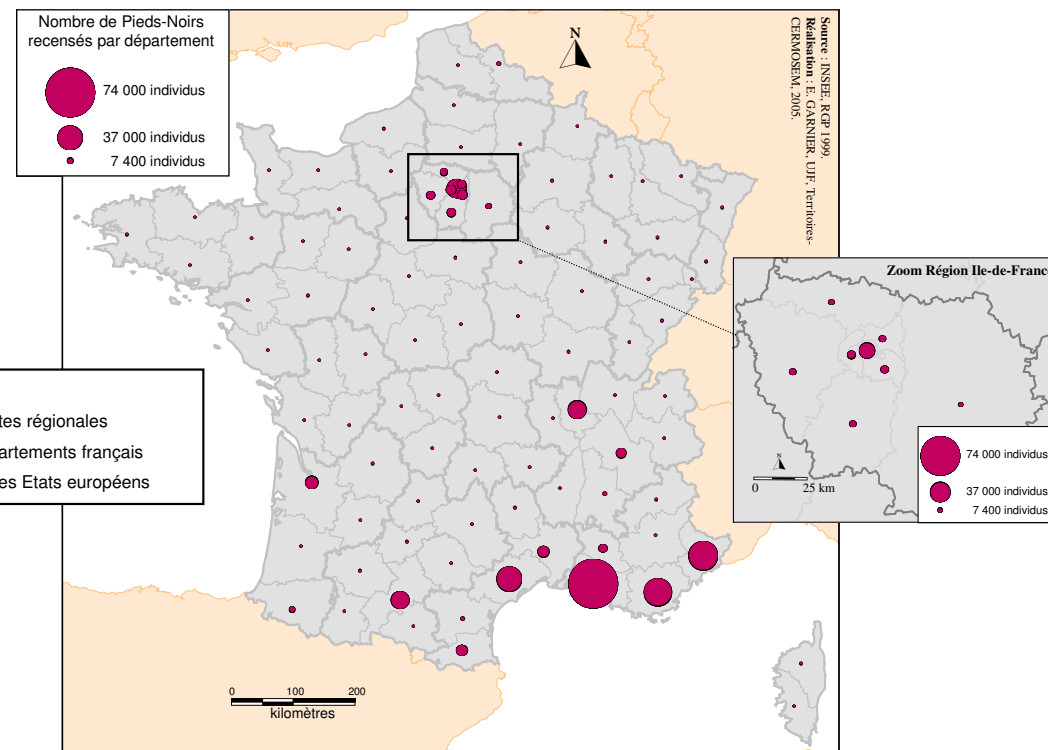 Nombre de Pieds-Noirs
recensés par département
74 000 individus
37 000 individus
7 400 individus
N
Source : INSEE, RGP 1999.
Réalisation : E. GARNIER, UJF, Territoires-
CERMOSEM, 2005.
tes régionales
artements français
es Etats européens
Zoom Région Ile-de-France
N
0 25 km
74 000 individus
37 000 individus
7 400 individus
0 100 200
kilomètres